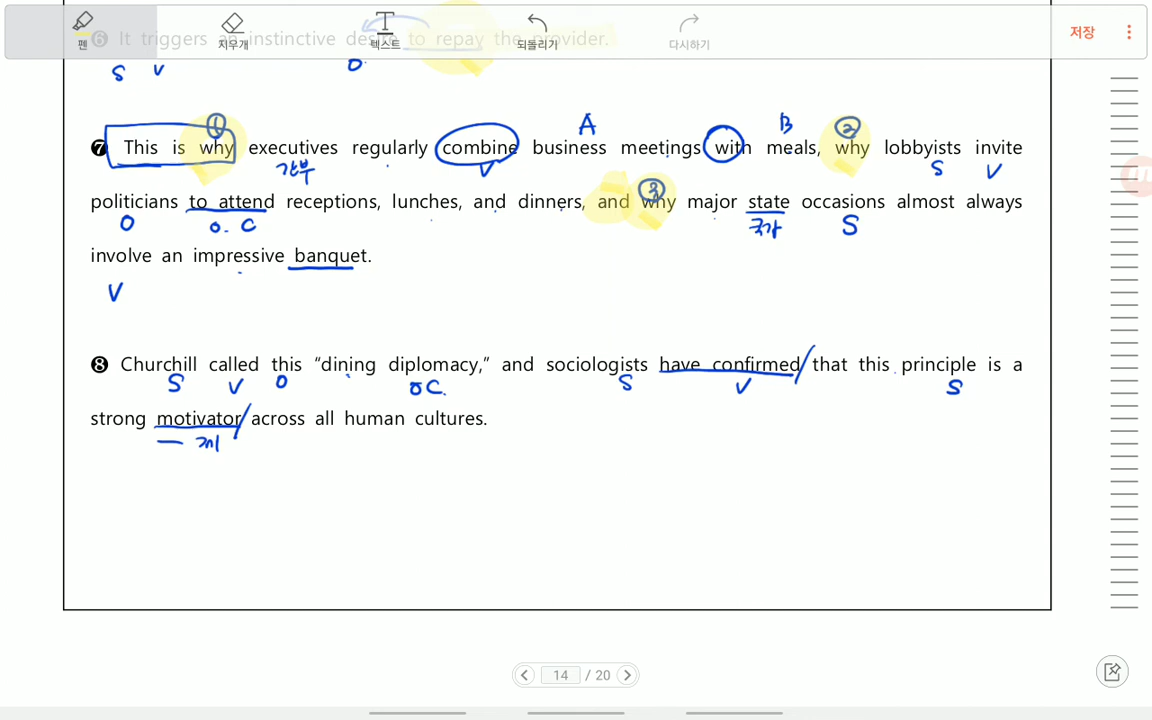 펜 지우개 텍스트 되돌리기 다시하기 저장
❻ It triggers an instinctive desire to repay the provider.
S V O
① A B ②
❼ This is why executives regularly combine business meetings with meals, why lobbyists invite
간부 V S V
③
politicians to attend receptions, lunches, and dinners, and why major state occasions almost always
O O.C 국가 S
involve an impressive banquet.
V
❽ Churchill called this “dining diplomacy,” and sociologists have confirmed that this principle is a
S V O OC. S V S
strong motivator across all human cultures.
14 / 20